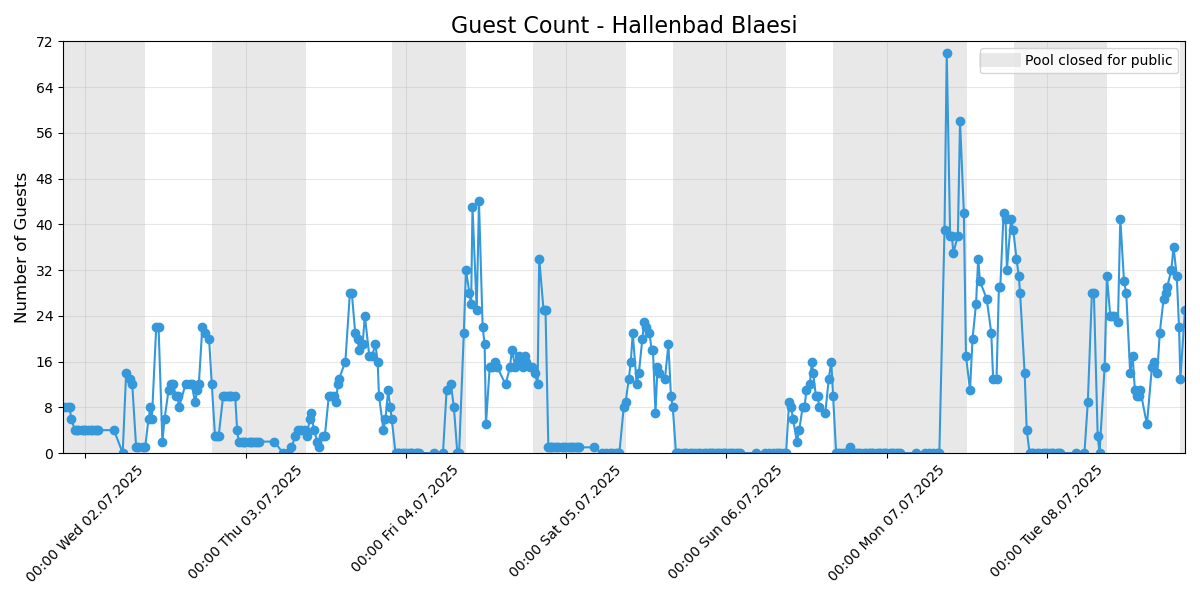 Guest Count - Hallenbad Blaesi
Pool closed for public
Number of Guests
72
64
56
48
40
32
24
16
8
0
00:00 Wed 02.07.2025
00:00 Thu 03.07.2025
00:00 Fri 04.07.2025
00:00 Sat 05.07.2025
00:00 Sun 06.07.2025
00:00 Mon 07.07.2025
00:00 Tue 08.07.2025